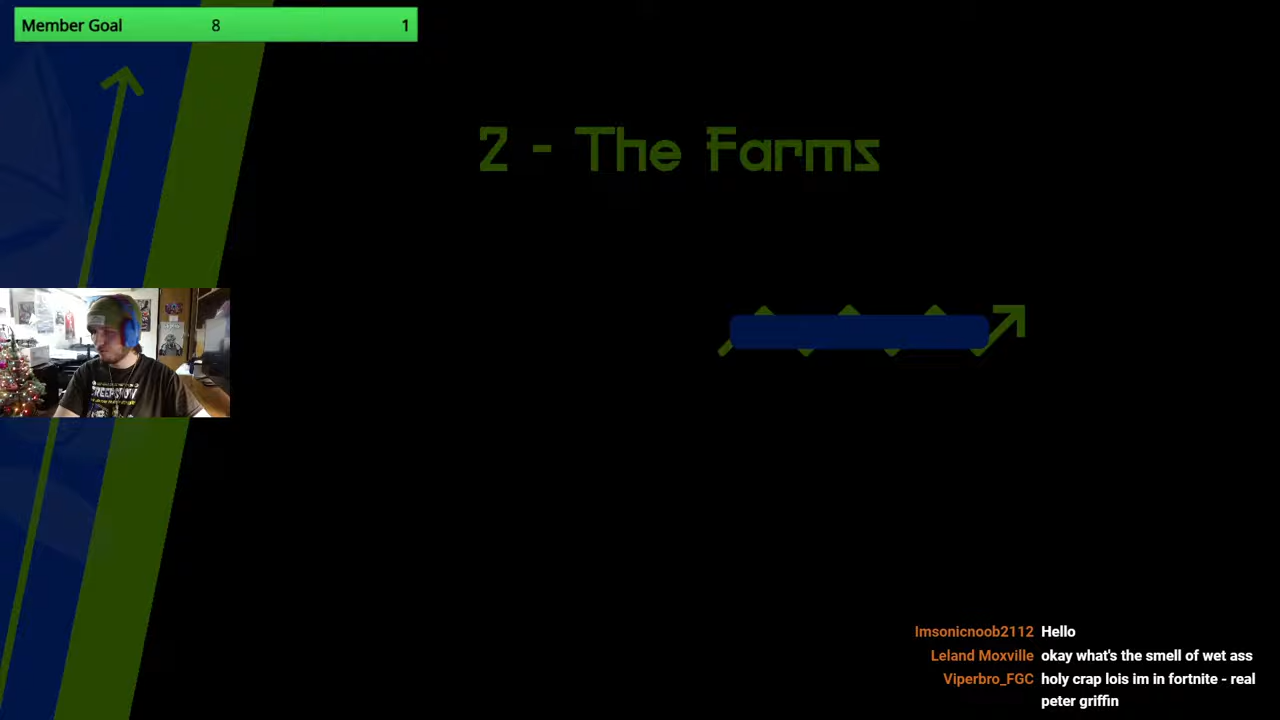 Member Goal 8 1
2 - The Farms
CREEPSHOW
Imsonicnoob2112 Hello
Leland Moxville okay what's the smell of wet ass
Viperbro_FGC holy crap lois im in fortnite - real
peter griffin